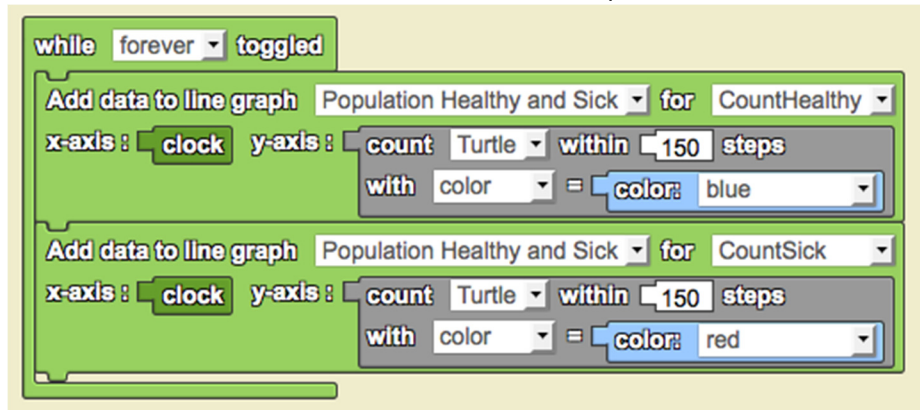 while forever toggled
Add data to line graph Population Healthy and Sick for CountHealthy
x-axis : clock y-axis : count Turtle within 150 steps
with color = color: blue
Add data to line graph Population Healthy and Sick for CountSick
x-axis : clock y-axis : count Turtle within 150 steps
with color = color: red